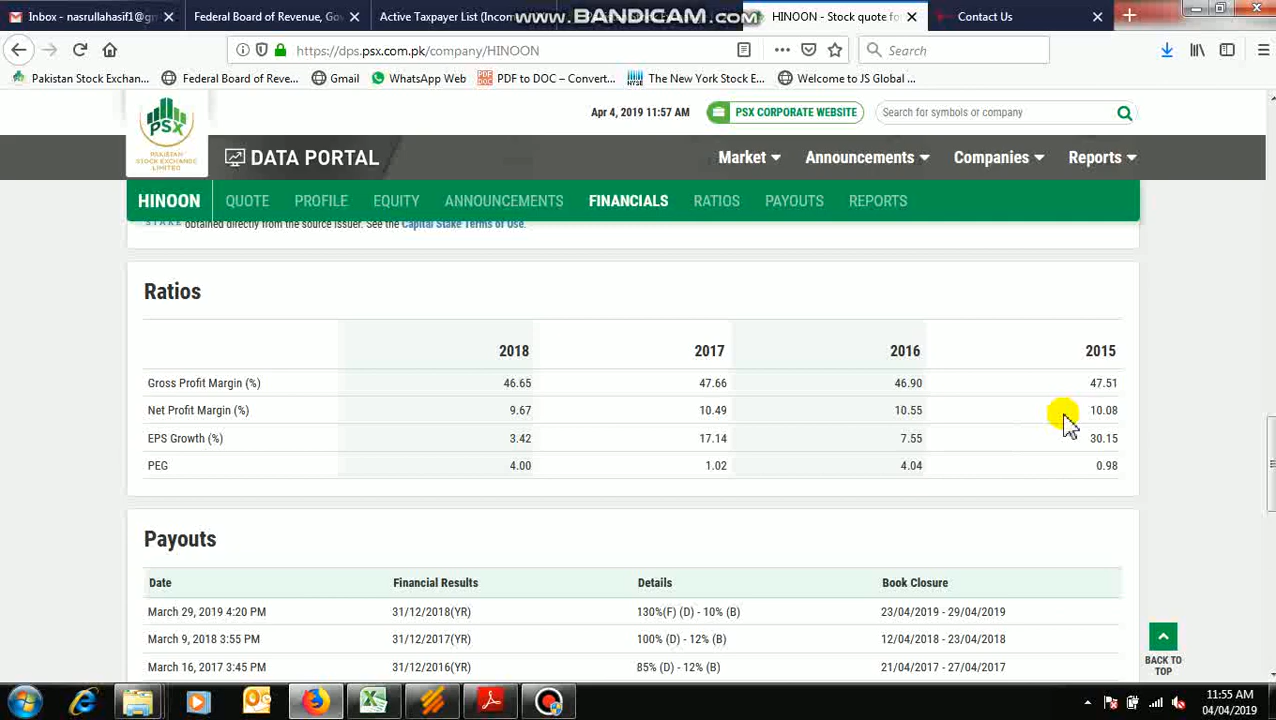 Inbox - nasrullahasif1@gm
Federal Board of Revenue, Gov
Active Taxpayer List (Incom
www.BANDICAM.com
HINOON - Stock quote fo
Contact Us
https://dps.psx.com.pk/company/HINOON
Search
Pakistan Stock Exchan...
Federal Board of Reve...
Gmail
WhatsApp Web
PDF to DOC – Convert...
The New York Stock E...
Welcome to JS Global ...
PSX
PAKISTAN
STOCK EXCHANGE
LIMITED
Apr 4, 2019 11:57 AM
PSX CORPORATE WEBSITE
Search for symbols or company
DATA PORTAL
Market
Announcements
Companies
Reports
HINOON
QUOTE
PROFILE
EQUITY
ANNOUNCEMENTS
FINANCIALS
RATIOS
PAYOUTS
REPORTS
STAKE obtained directly from the source issuer. See the Capital Stake Terms of Use.
Ratios
2018 2017 2016 2015
Gross Profit Margin (%) 46.65 47.66 46.90 47.51
Net Profit Margin (%) 9.67 10.49 10.55 10.08
EPS Growth (%) 3.42 17.14 7.55 30.15
PEG 4.00 1.02 4.04 0.98
Payouts
Date Financial Results Details Book Closure
March 29, 2019 4:20 PM 31/12/2018(YR) 130%(F) (D) - 10% (B) 23/04/2019 - 29/04/2019
March 9, 2018 3:55 PM 31/12/2017(YR) 100% (D) - 12% (B) 12/04/2018 - 23/04/2018
March 16, 2017 3:45 PM 31/12/2016(YR) 85% (D) - 12% (B) 21/04/2017 - 27/04/2017
BACK TO
TOP
11:55 AM
04/04/2019